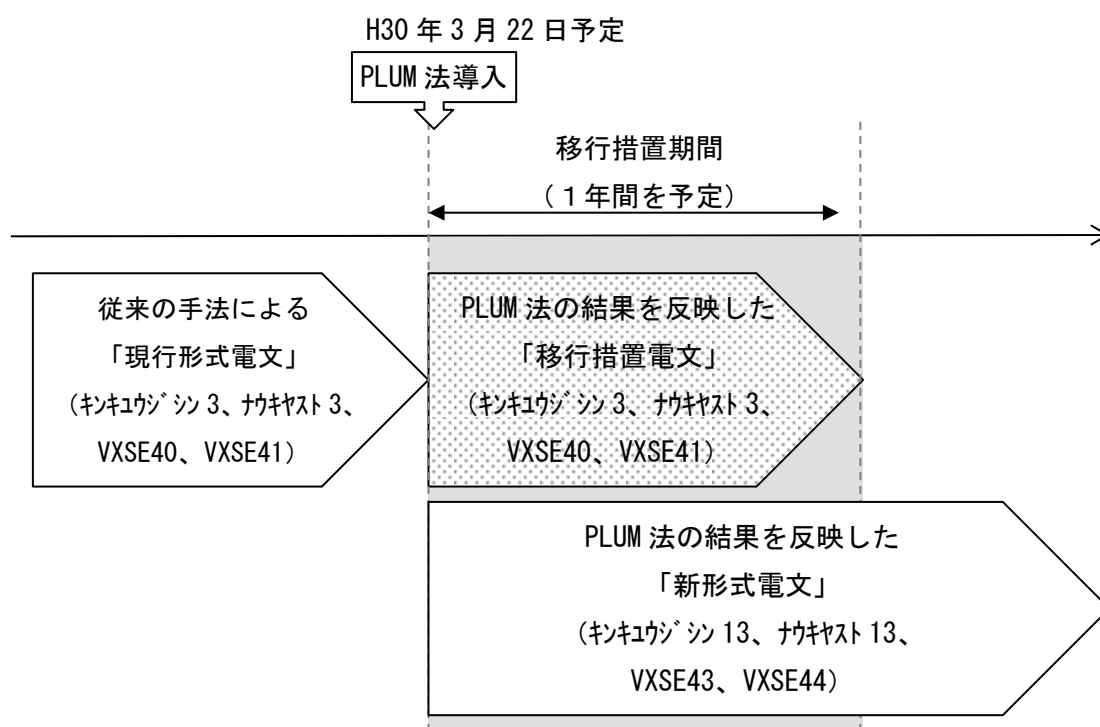 H30 年 3 月 22 日予定
PLUM 法導入
移行措置期間
（１年間を予定）
従来の手法による
「現行形式電文」
（ｷﾝｷﾕｳｼﾞｼﾝ 3、ﾅｳｷﾔｽﾄ 3、
VXSE40、VXSE41）
PLUM 法の結果を反映した
「移行措置電文」
（ｷﾝｷﾕｳｼﾞｼﾝ 3、ﾅｳｷﾔｽﾄ 3、
VXSE40、VXSE41）
PLUM 法の結果を反映した
「新形式電文」
（ｷﾝｷﾕｳｼﾞｼﾝ 13、ﾅｳｷﾔｽﾄ 13、
VXSE43、VXSE44）